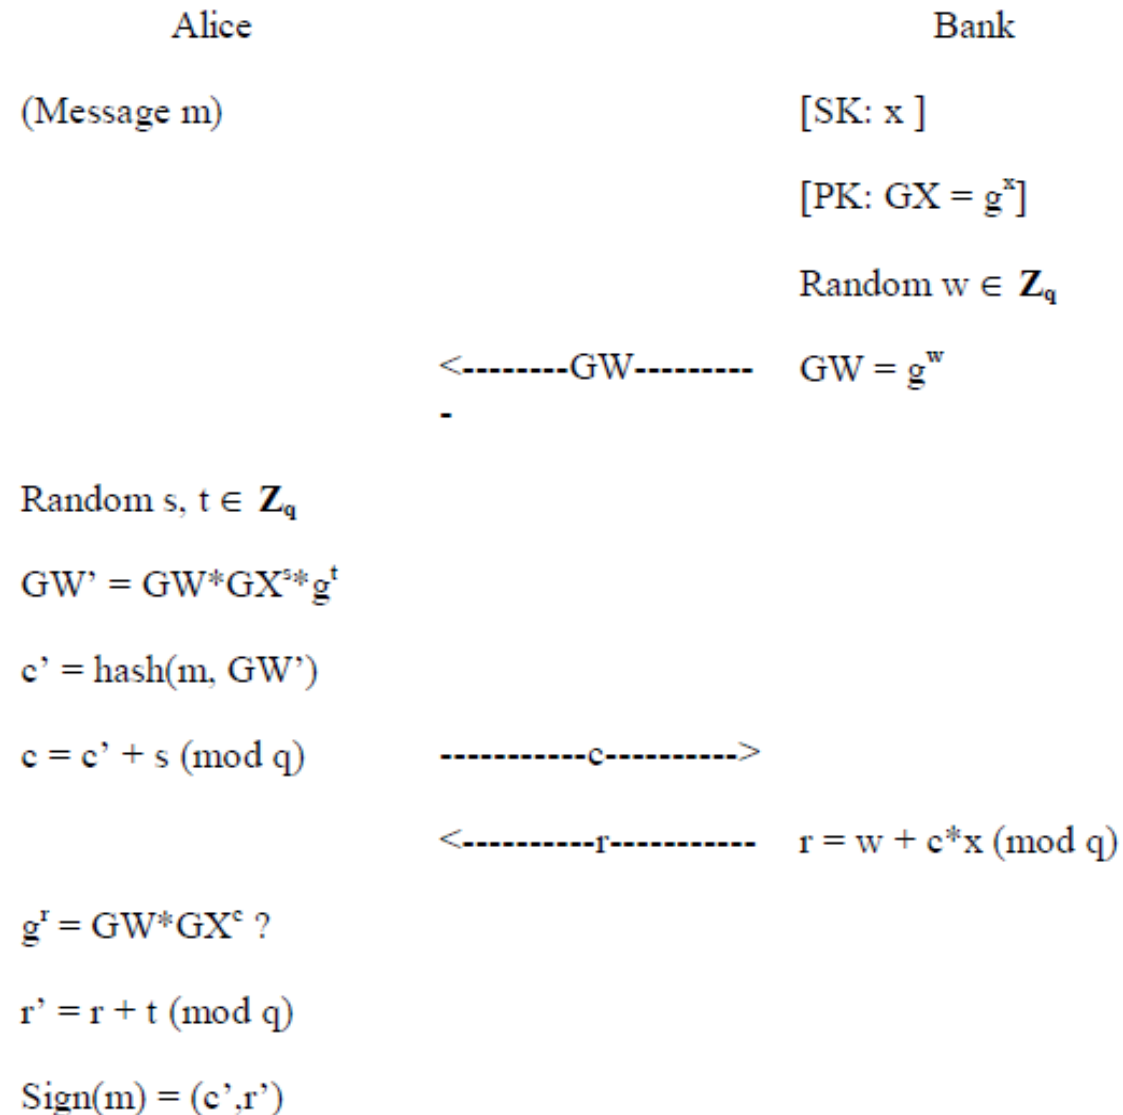 Alice Bank
(Message m) [SK: x ]
[PK: GX = g^x]
Random w ∈ Z_q
<--------GW--------- GW = g^w
-
Random s, t ∈ Z_q
GW’ = GW*GX^s*g^t
c’ = hash(m, GW’)
c = c’ + s (mod q) -----------c---------->
<----------r----------- r = w + c*x (mod q)
g^r = GW*GX^c ?
r’ = r + t (mod q)
Sign(m) = (c’,r’)